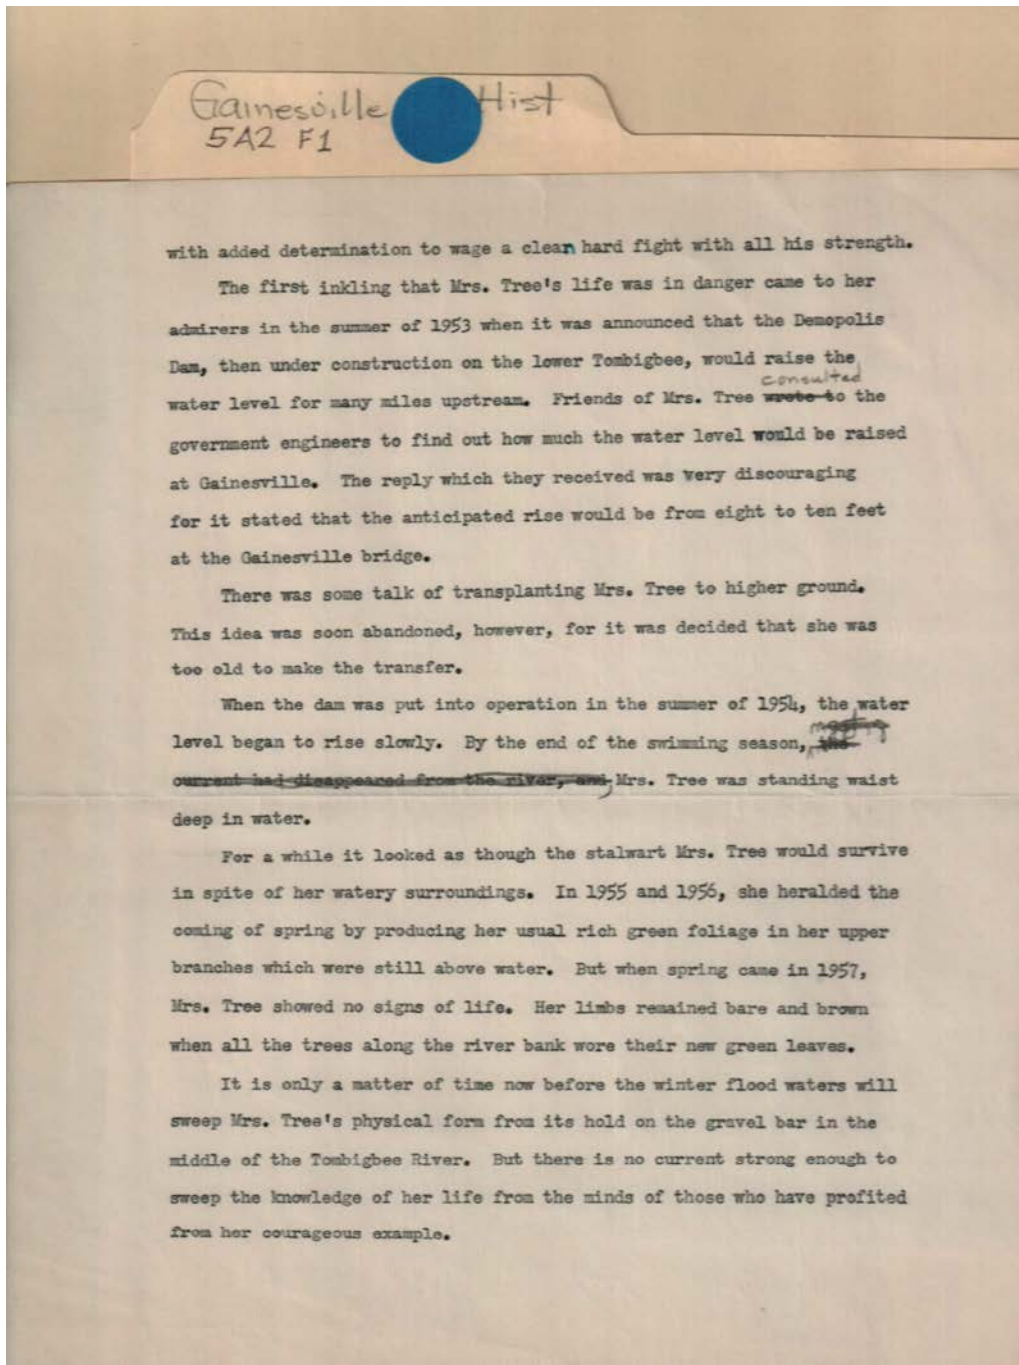 Gainesville Hist
5A2 F1
with added determination to wage a clean hard fight with all his strength.
The first inkling that Mrs. Tree's life was in danger came to her
admirers in the summer of 1953 when it was announced that the Demopolis
Dam, then under construction on the lower Tombigbee, would raise the
consulted
water level for many miles upstream. Friends of Mrs. Tree wrote to the
government engineers to find out how much the water level would be raised
at Gainesville. The reply which they received was very discouraging
for it stated that the anticipated rise would be from eight to ten feet
at the Gainesville bridge.
There was some talk of transplanting Mrs. Tree to higher ground.
This idea was soon abandoned, however, for it was decided that she was
too old to make the transfer.
When the dam was put into operation in the summer of 1954, the water
level began to rise slowly. By the end of the swimming season, the
current had disappeared from the river, and, Mrs. Tree was standing waist
deep in water.
For a while it looked as though the stalwart Mrs. Tree would survive
in spite of her watery surroundings. In 1955 and 1956, she heralded the
coming of spring by producing her usual rich green foliage in her upper
branches which were still above water. But when spring came in 1957,
Mrs. Tree showed no signs of life. Her limbs remained bare and brown
when all the trees along the river bank wore their new green leaves.
It is only a matter of time now before the winter flood waters will
sweep Mrs. Tree's physical form from its hold on the gravel bar in the
middle of the Tombigbee River. But there is no current strong enough to
sweep the knowledge of her life from the minds of those who have profited
from her courageous example.